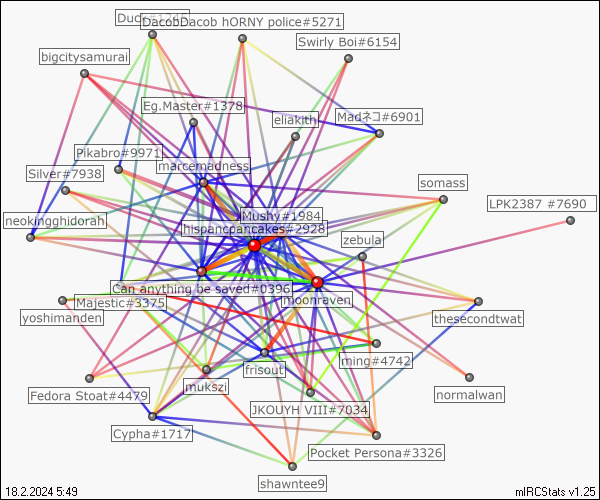 Duck#1246
DacobDacob hORNY police#5271
Swirly Boi#6154
bigcitysamurai
Eg.Master#1378
eliakith
Madネコ#6901
Pikabro#9971
marcemadness
Silver#7938
somass
LPK2387 #7690
neokingghidorah
Mushy#1984
hispancpancakes#2928
zebula
Can anything be saved#0396
Majestic#3375
moonraven
yoshimanden
thesecondtwat
ming#4742
frisout
mukszi
Fedora Stoat#4479
normalwan
JKOUYH VIII#7034
Cypha#1717
Pocket Persona#3326
shawntee9
18.2.2024 5:49
mIRCStats v1.25